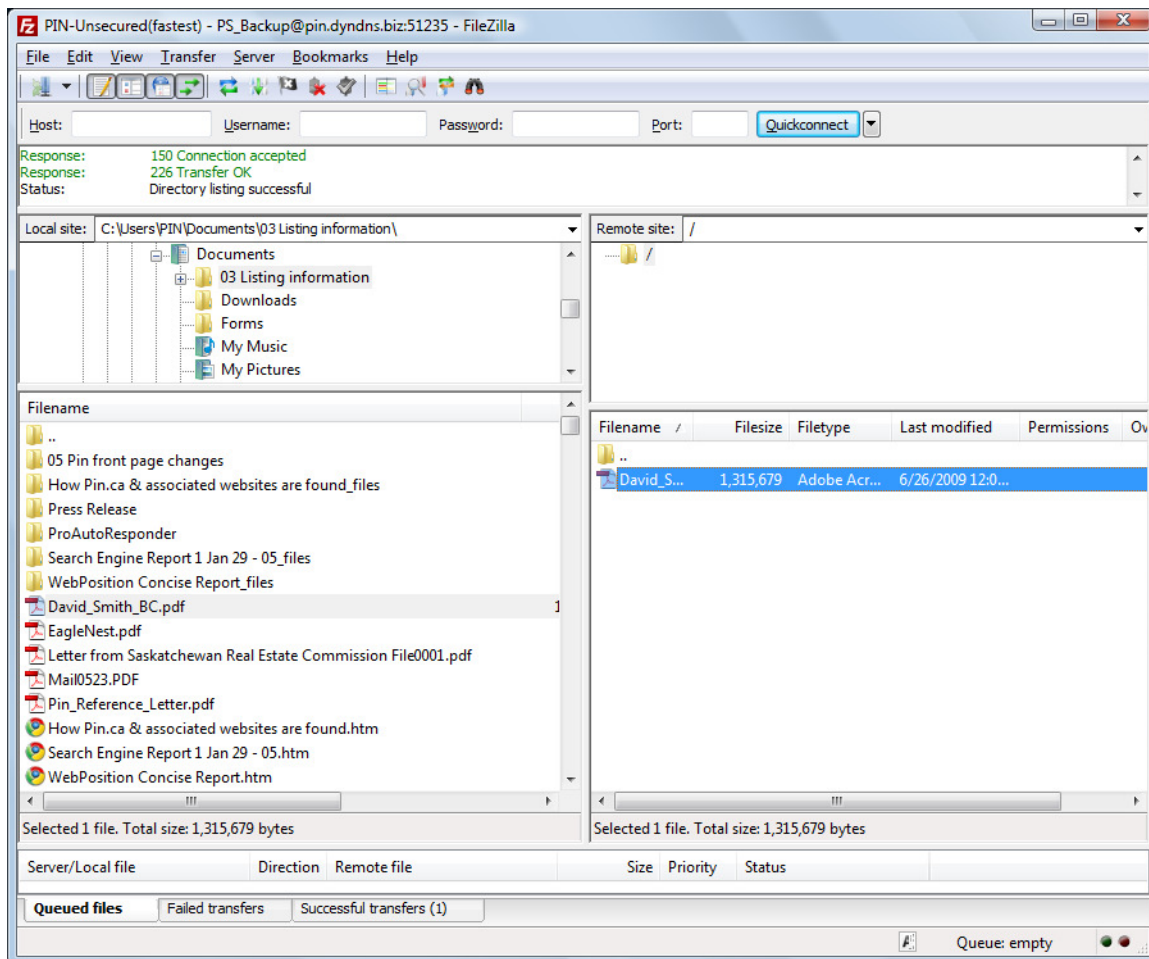 PIN-Unsecured(fastest) - PS_Backup@pin.dyndns.biz:51235 - FileZilla
File Edit View Transfer Server Bookmarks Help
Host: Username: Password: Port: Quickconnect
Response: 150 Connection accepted
Response: 226 Transfer OK
Status: Directory listing successful
Local site: C:\Users\PIN\Documents\03 Listing information\
Documents
03 Listing information
Downloads
Forms
My Music
My Pictures
Filename
..
05 Pin front page changes
How Pin.ca & associated websites are found_files
Press Release
ProAutoResponder
Search Engine Report 1 Jan 29 - 05_files
WebPosition Concise Report_files
David_Smith_BC.pdf 1
EagleNest.pdf
Letter from Saskatchewan Real Estate Commission File0001.pdf
Mail0523.PDF
Pin_Reference_Letter.pdf
How Pin.ca & associated websites are found.htm
Search Engine Report 1 Jan 29 - 05.htm
WebPosition Concise Report.htm
Selected 1 file. Total size: 1,315,679 bytes
Remote site: /
/
Filename / Filesize Filetype Last modified Permissions Ov
..
David_S... 1,315,679 Adobe Acr... 6/26/2009 12:0...
Selected 1 file. Total size: 1,315,679 bytes
Server/Local file Direction Remote file Size Priority Status
Queued files Failed transfers Successful transfers (1)
Queue: empty